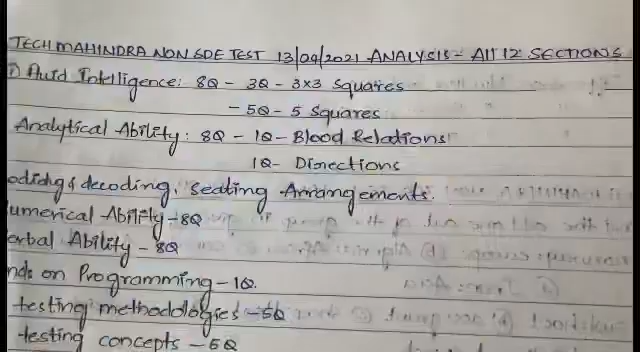 TECH MAHINDRA NON SDE TEST 13/09/2021 ANALYSIS - All 12 SECTIONS
1) Fluid Intelligence: 8Q - 3Q - 3x3 Squares
- 5Q - 5 Squares
Analytical Ability: 8Q - 1Q - Blood Relations
1Q - Directions
oding & decoding, seating Arrangements.
umerical Ability - 8Q
erbal Ability - 8Q
nds on Programming - 1Q.
testing methodologies - 5Q
testing concepts - 5Q